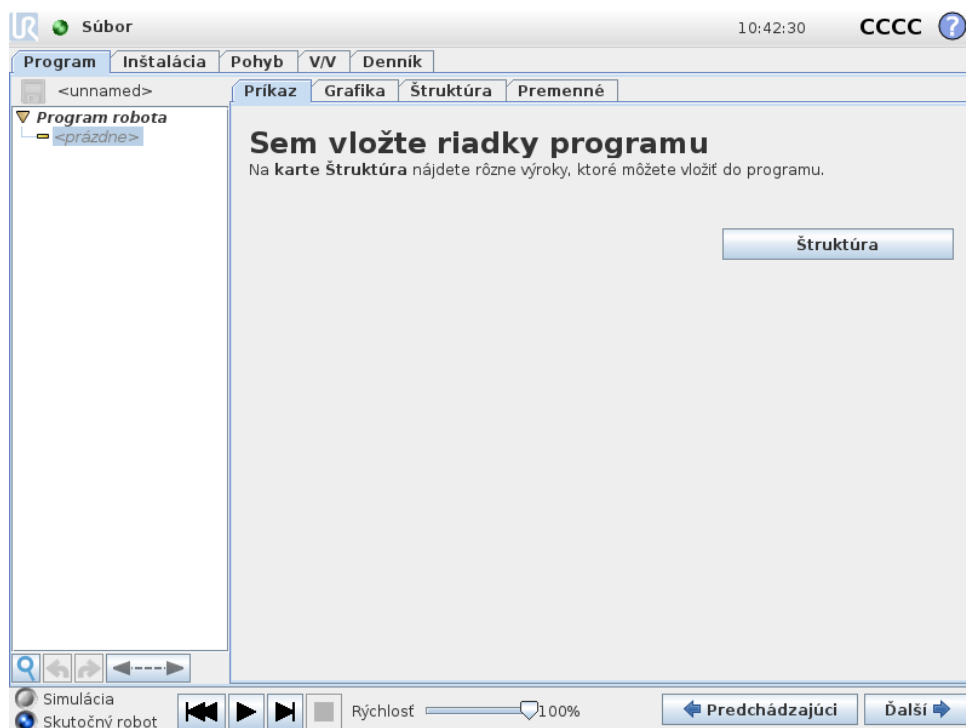 UR Súbor 10:42:30 CCCC ?
Program Inštalácia Pohyb V/V Denník
<unnamed> Príkaz Grafika Štruktúra Premenné
Program robota
<prázdne>
Sem vložte riadky programu
Na karte Štruktúra nájdete rôzne výroky, ktoré môžete vložiť do programu.
Štruktúra
Simulácia
Skutočný robot
Rýchlosť 100%
Predchádzajúci Ďalší